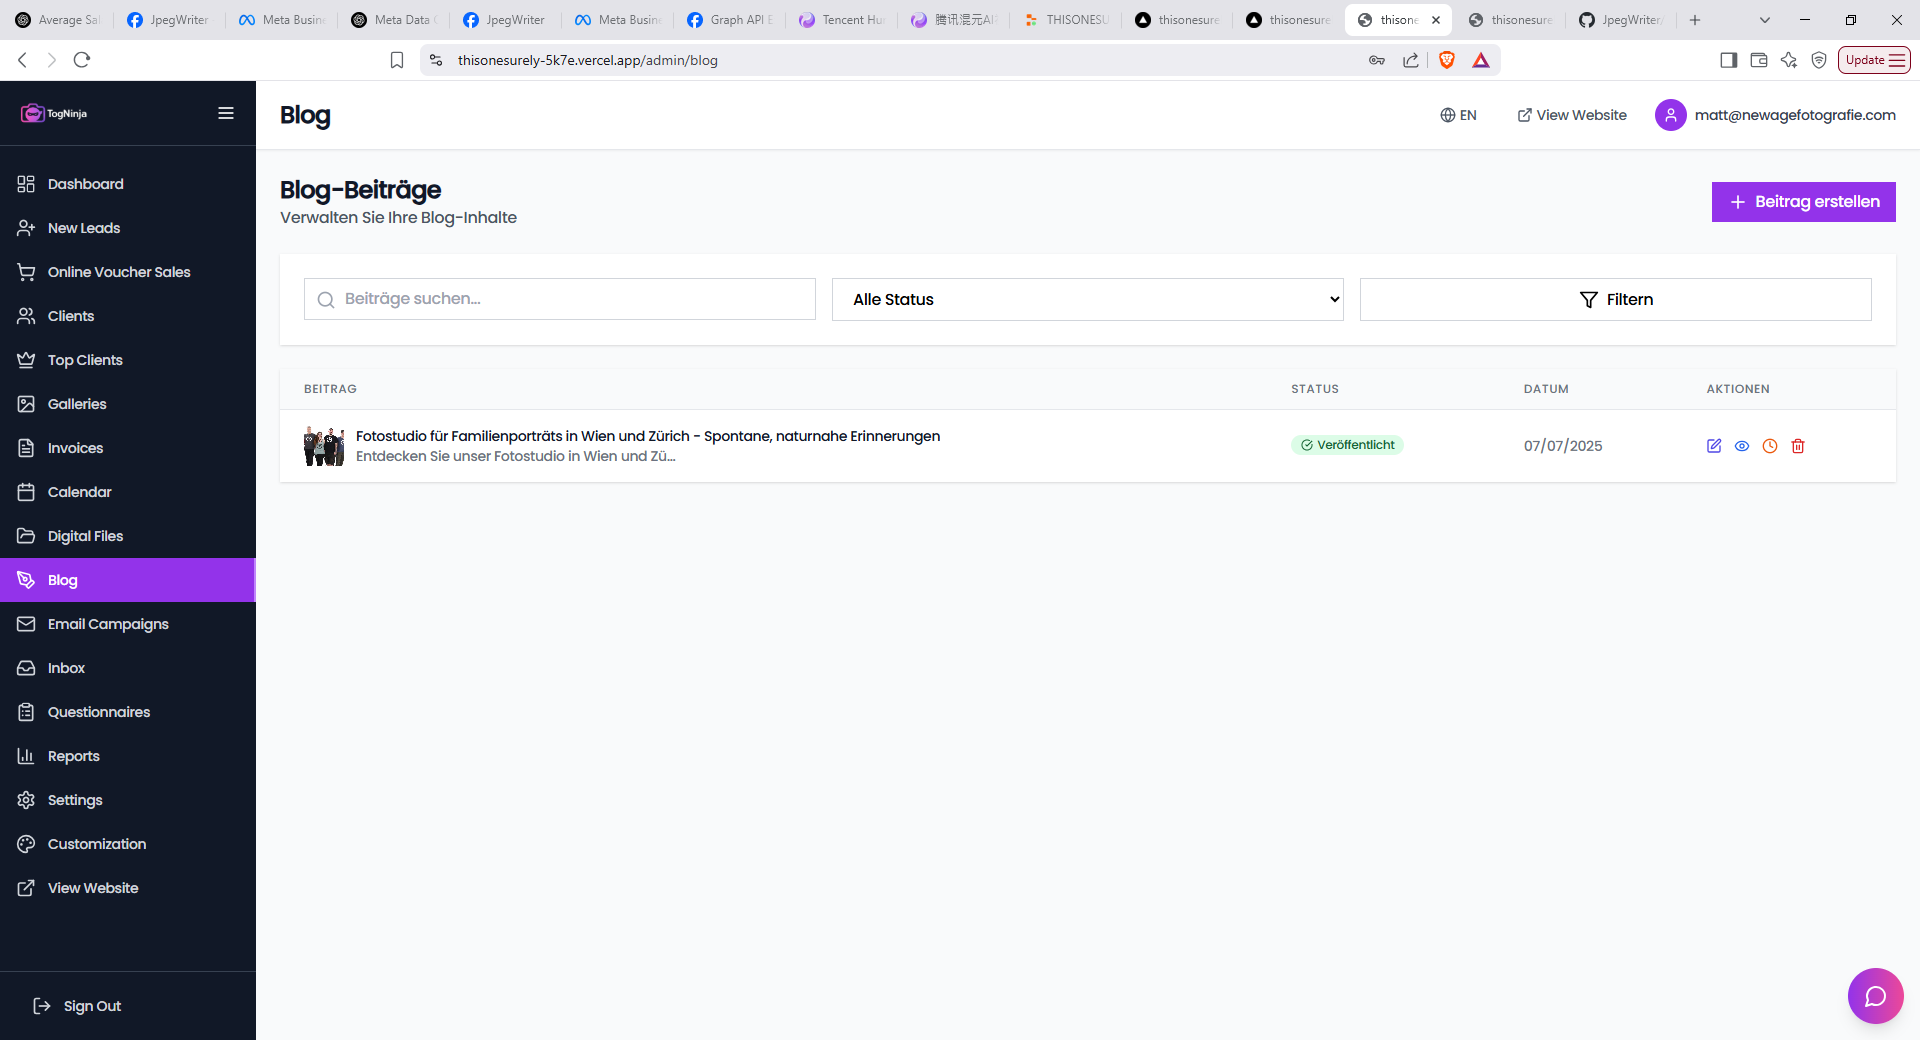 Average Sal
JpegWriter
Meta Busin
Meta Data
JpegWriter
Meta Busin
Graph API E
Tencent Hu
腾讯混元AI
THISONESU
thisonesure
thisonesure
thisone
thisonesure
JpegWriter/
thisonesurely-5k7e.vercel.app/admin/blog
Update
TogNinja
Dashboard
New Leads
Online Voucher Sales
Clients
Top Clients
Galleries
Invoices
Calendar
Digital Files
Blog
Email Campaigns
Inbox
Questionnaires
Reports
Settings
Customization
View Website
Sign Out
Blog
EN
View Website
matt@newagefotografie.com
Blog-Beiträge
Verwalten Sie Ihre Blog-Inhalte
Beitrag erstellen
Beiträge suchen...
Alle Status
Filtern
BEITRAG STATUS DATUM AKTIONEN
Fotostudio für Familienporträts in Wien und Zürich - Spontane, naturnahe Erinnerungen
Entdecken Sie unser Fotostudio in Wien und Zü...
Veröffentlicht
07/07/2025